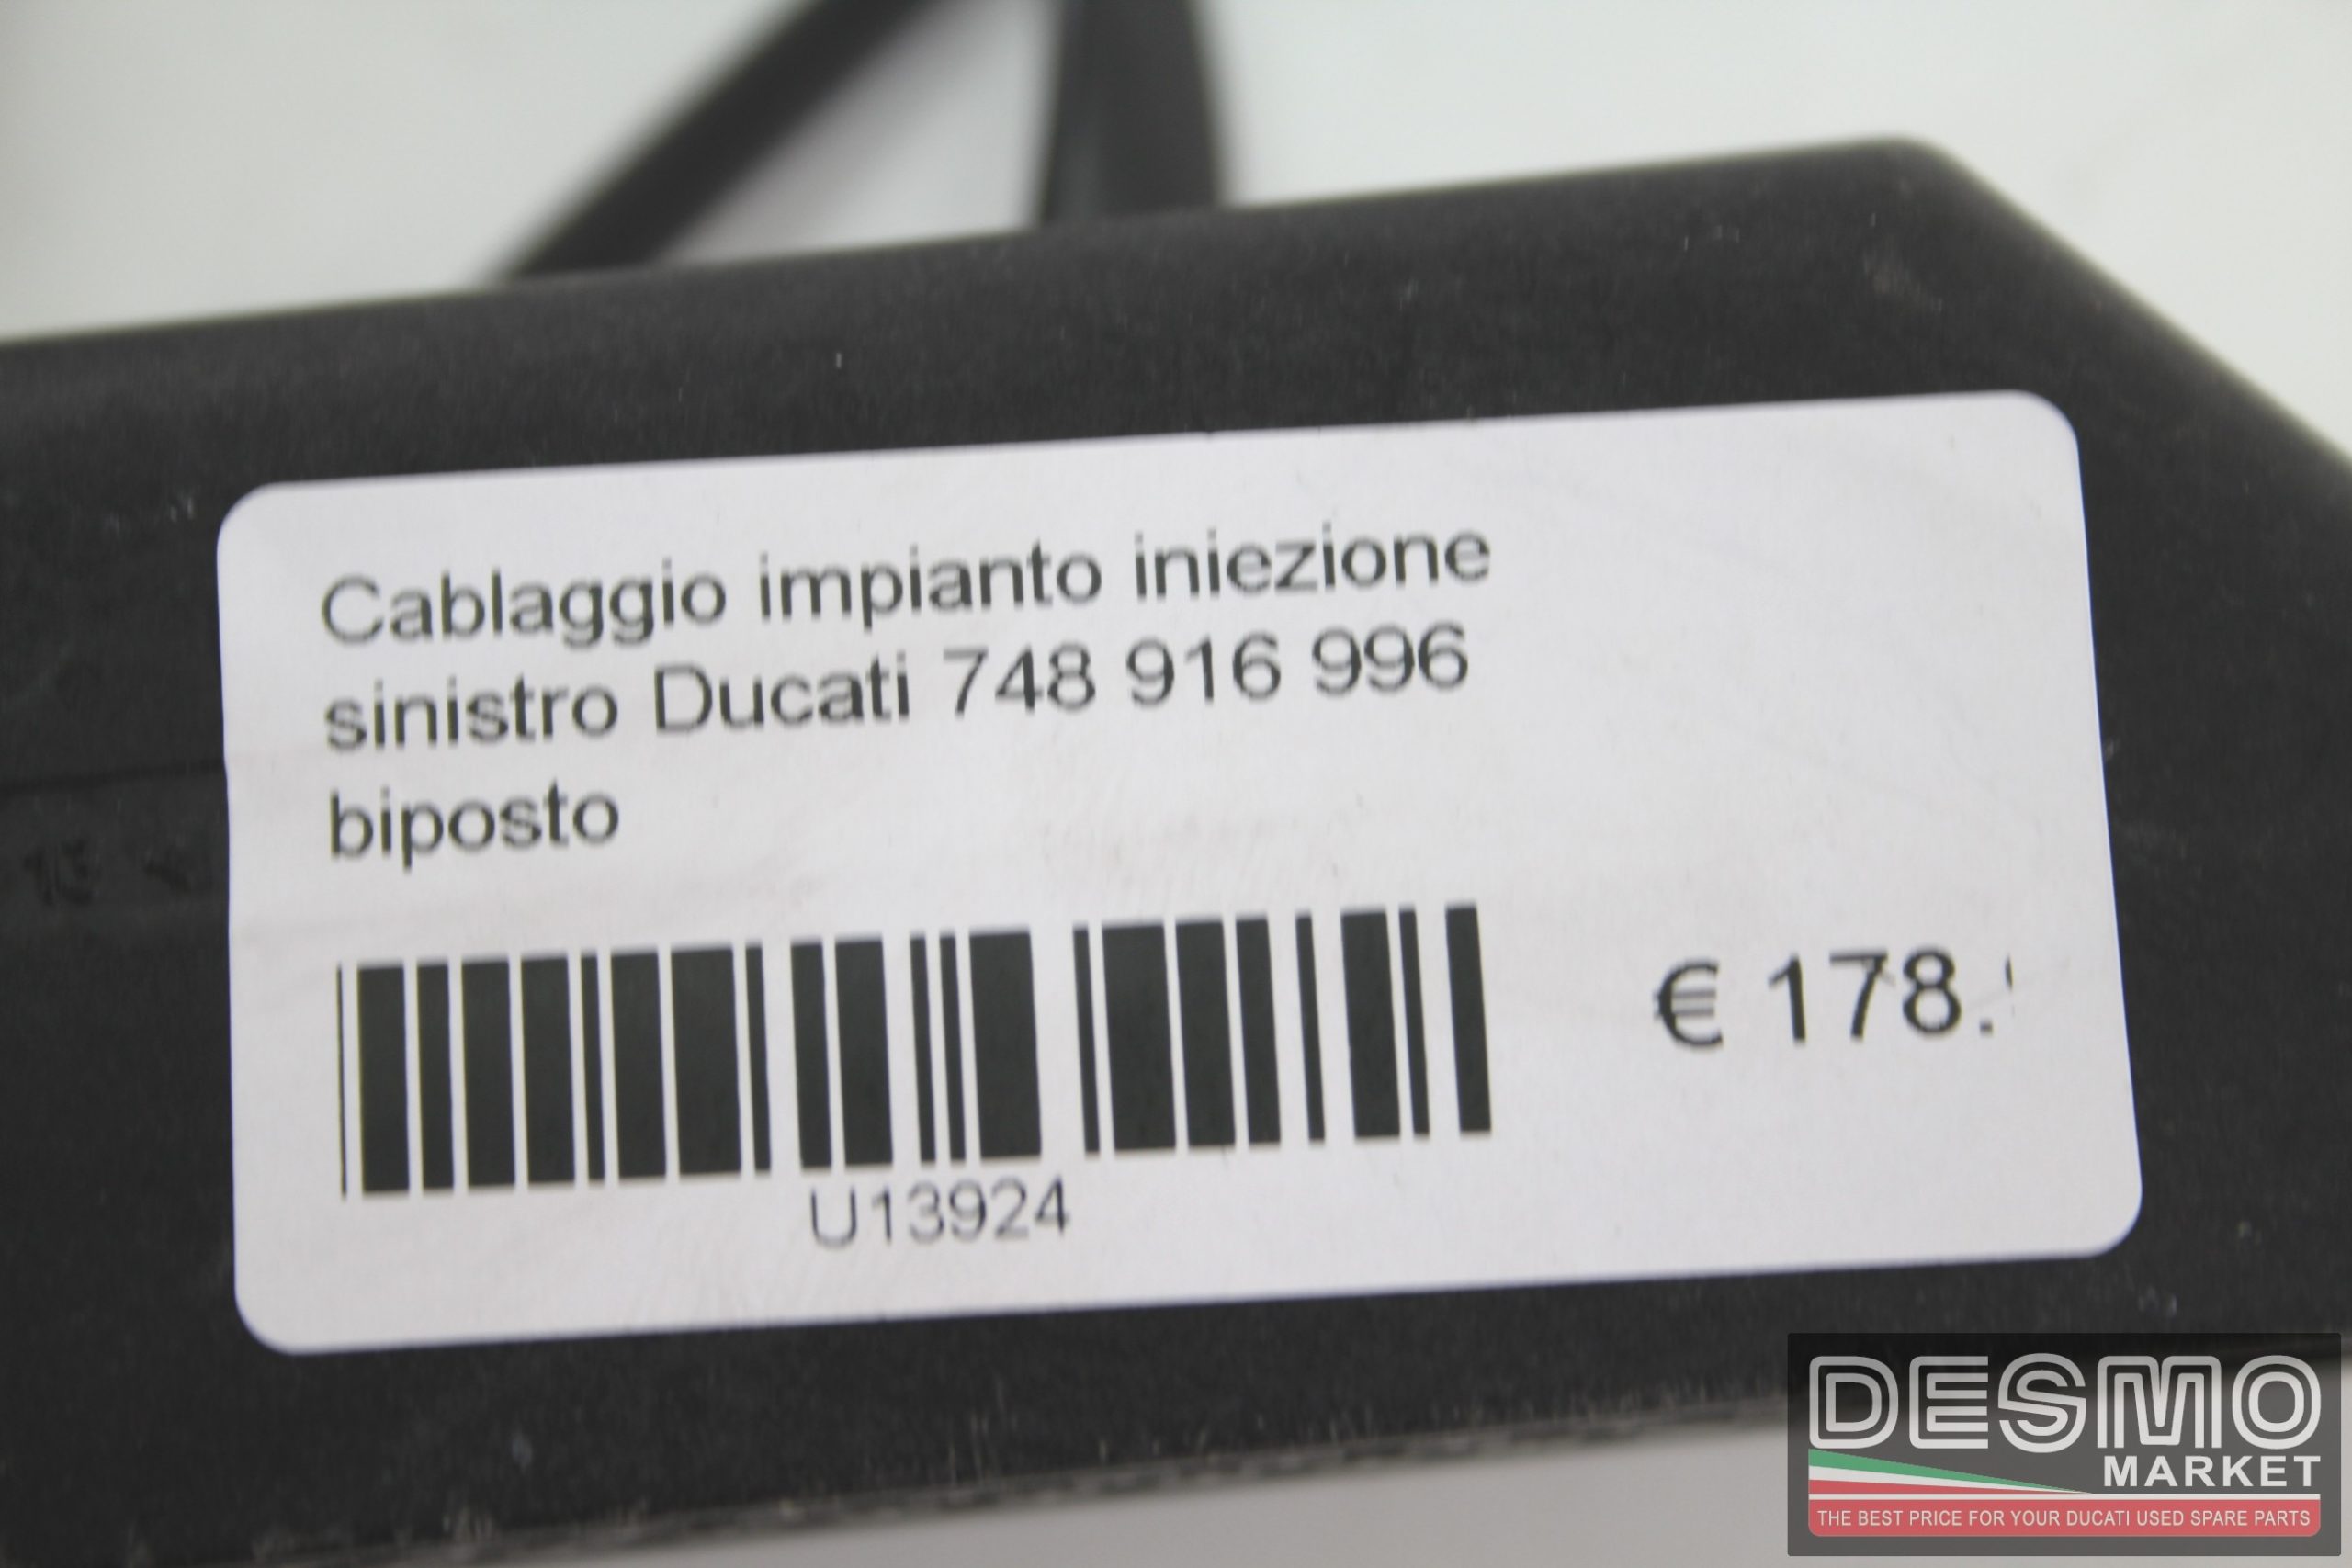 Cablaggio impianto iniezione
sinistro Ducati 748 916 996
biposto
€ 178.
U13924
DESMO
MARKET
THE BEST PRICE FOR YOUR DUCATI USED SPARE PARTS